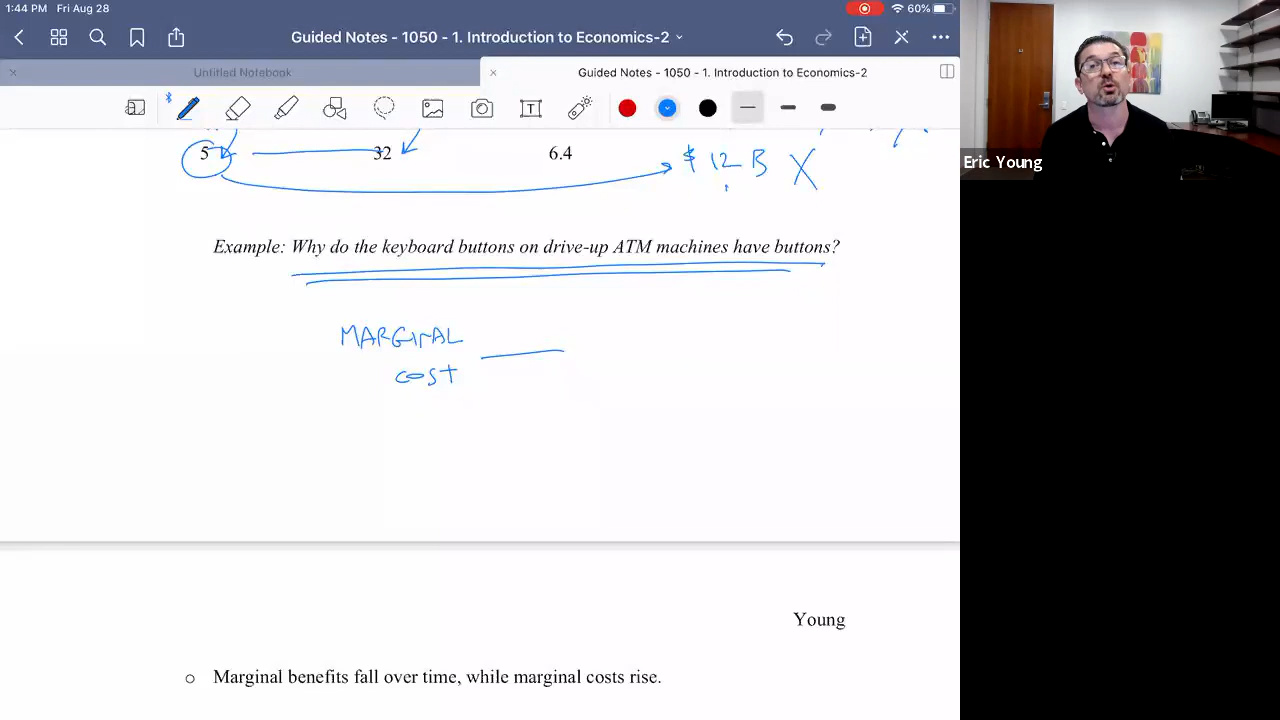 1:44 PM Fri Aug 28
60%
Guided Notes - 1050 - 1. Introduction to Economics-2
Untitled Notebook
Guided Notes - 1050 - 1. Introduction to Economics-2
5 32 6.4 $ 12 B X
Eric Young
Example: Why do the keyboard buttons on drive-up ATM machines have buttons?
MARGINAL
COST
Young
Marginal benefits fall over time, while marginal costs rise.